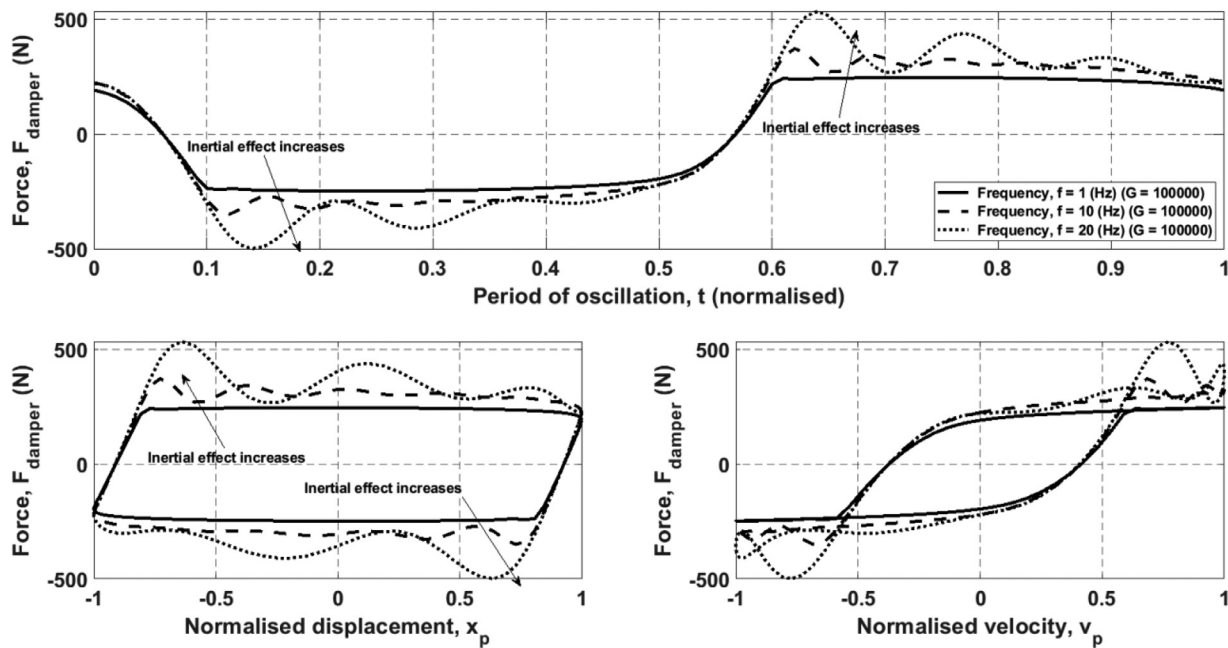 500
0
-500
Force, F_damper (N)
Inertial effect increases
Inertial effect increases
Frequency, f = 1 (Hz) (G = 100000)
Frequency, f = 10 (Hz) (G = 100000)
Frequency, f = 20 (Hz) (G = 100000)
0 0.1 0.2 0.3 0.4 0.5 0.6 0.7 0.8 0.9 1
Period of oscillation, t (normalised)
500
0
-500
Force, F_damper (N)
Inertial effect increases
Inertial effect increases
-1 -0.5 0 0.5 1
Normalised displacement, x_p
500
0
-500
Force, F_damper (N)
-1 -0.5 0 0.5 1
Normalised velocity, v_p